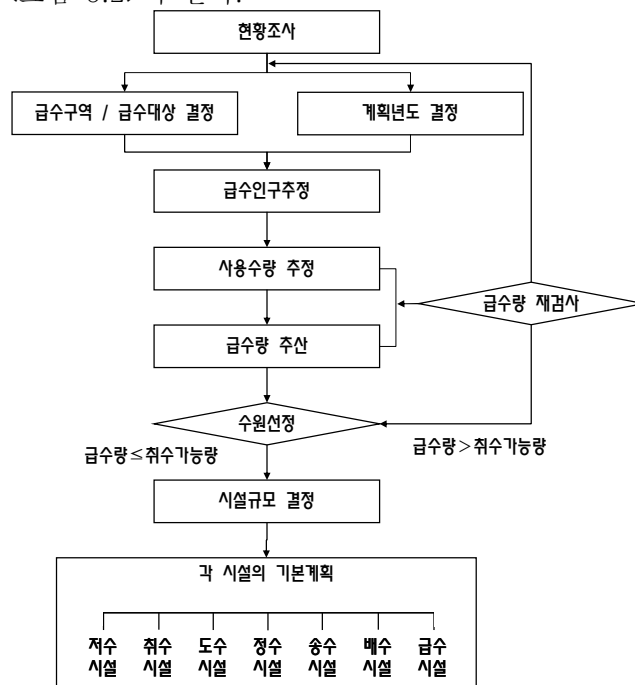 현황조사
급수구역 / 급수대상 결정
계획년도 결정
급수인구추정
사용수량 추정
급수량 재검사
급수량 추산
수원선정
급수량≤취수가능량
급수량>취수가능량
시설규모 결정
각 시설의 기본계획
저수 취수 도수 정수 송수 배수 급수
시설 시설 시설 시설 시설 시설 시설